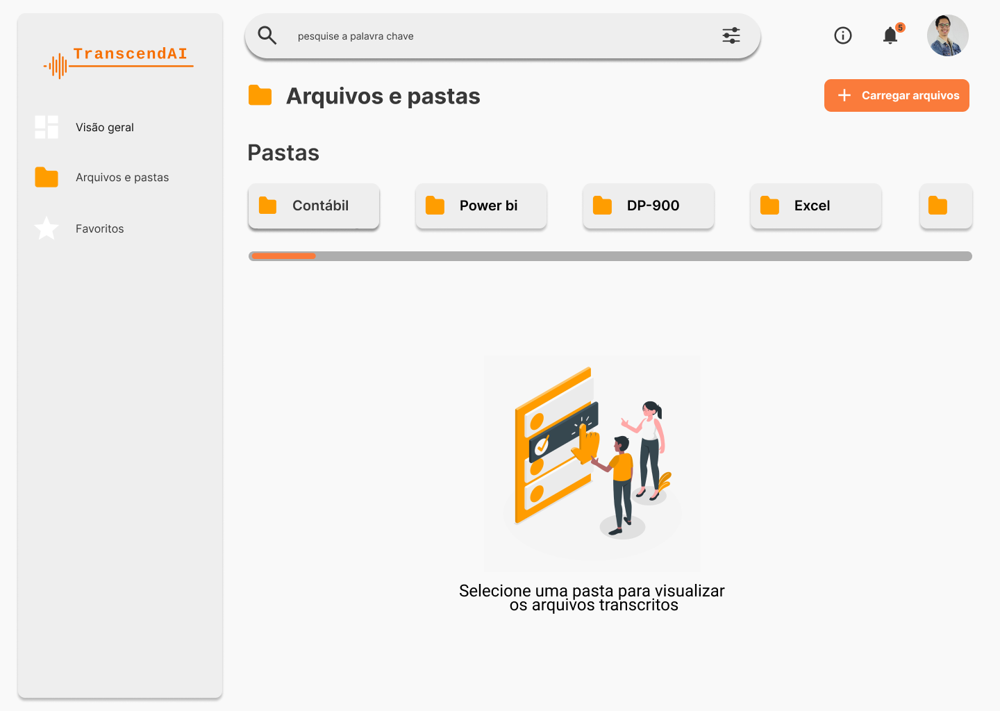 TranscendAI
Visão geral
Arquivos e pastas
Favoritos
pesquise a palavra chave
5
Arquivos e pastas
Carregar arquivos
Pastas
Contábil
Power bi
DP-900
Excel
Selecione uma pasta para visualizar
os arquivos transcritos